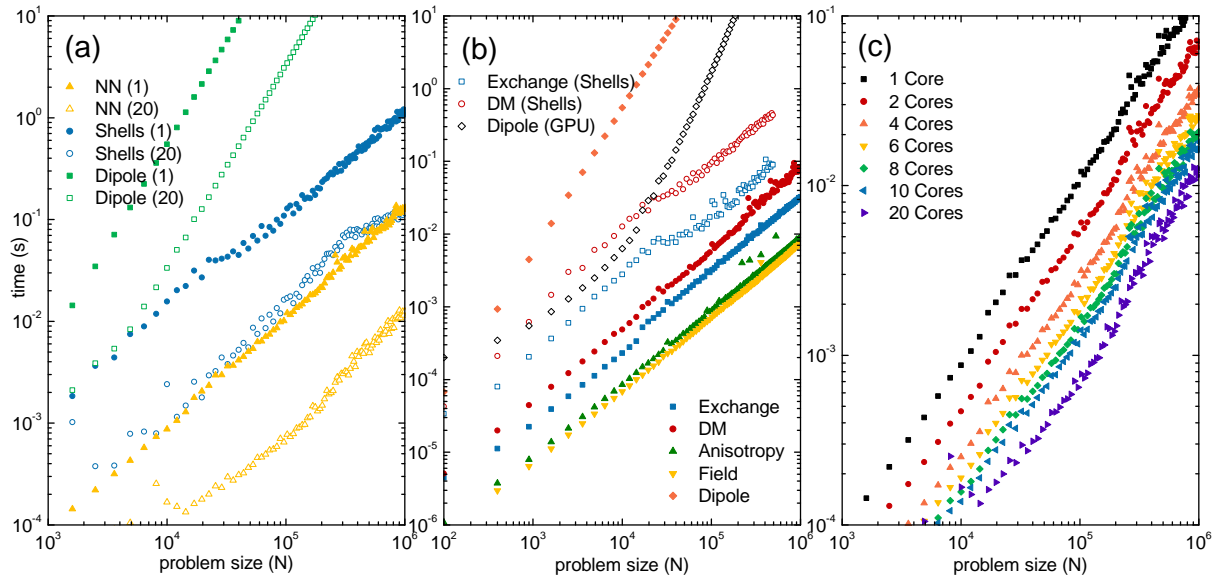 (a)
NN (1)
NN (20)
Shells (1)
Shells (20)
Dipole (1)
Dipole (20)
time (s)
10^1
10^0
10^-1
10^-2
10^-3
10^-4
10^3
10^4
10^5
10^6
problem size (N)
(b)
Exchange (Shells)
DM (Shells)
Dipole (GPU)
Exchange
DM
Anisotropy
Field
Dipole
10^1
10^0
10^-1
10^-2
10^-3
10^-4
10^-5
10^-6
10^2
10^3
10^4
10^5
10^6
problem size (N)
(c)
1 Core
2 Cores
4 Cores
6 Cores
8 Cores
10 Cores
20 Cores
10^-1
10^-2
10^-3
10^-4
10^4
10^5
10^6
problem size (N)